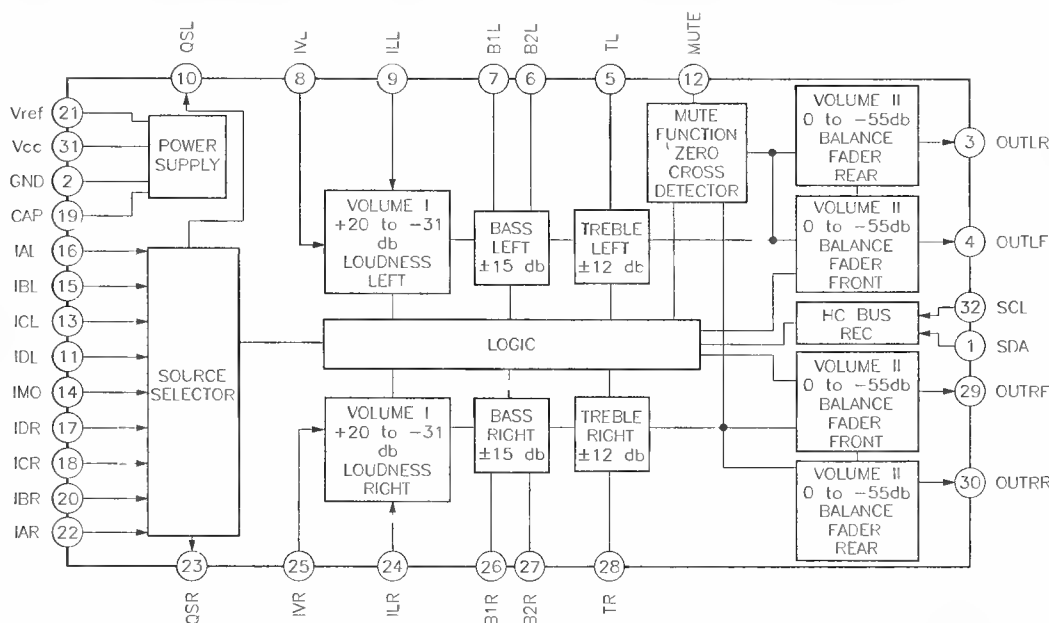 QSL
IVL
ILL
B1L
B2L
TL
MUTE
10
8
9
7
6
5
12
Vref 21
Vcc 31
GND 2
CAP 19
IAL 16
IBL 15
ICL 13
IDL 11
IMO 14
IDR 17
ICR 18
IBR 20
IAR 22
POWER
SUPPLY
SOURCE
SELECTOR
VOLUME I
+20 to -31
db
LOUDNESS
LEFT
BASS
LEFT
±15 db
TREBLE
LEFT
±12 db
MUTE
FUNCTION
ZERO
CROSS
DETECTOR
VOLUME II
0 to -55db
BALANCE
FADER
REAR
3 OUTLR
VOLUME II
0 to -55db
BALANCE
FADER
FRONT
4 OUTLF
LOGIC
HC BUS
REC
32 SCL
1 SDA
VOLUME I
+20 to -31
db
LOUDNESS
RIGHT
BASS
RIGHT
±15 db
TREBLE
RIGHT
±12 db
VOLUME II
0 to -55db
BALANCE
FADER
FRONT
29 OUTRF
VOLUME II
0 to -55db
BALANCE
FADER
REAR
30 OUTRR
23
25
24
26
27
28
QSR
IVR
ILR
B1R
B2R
TR